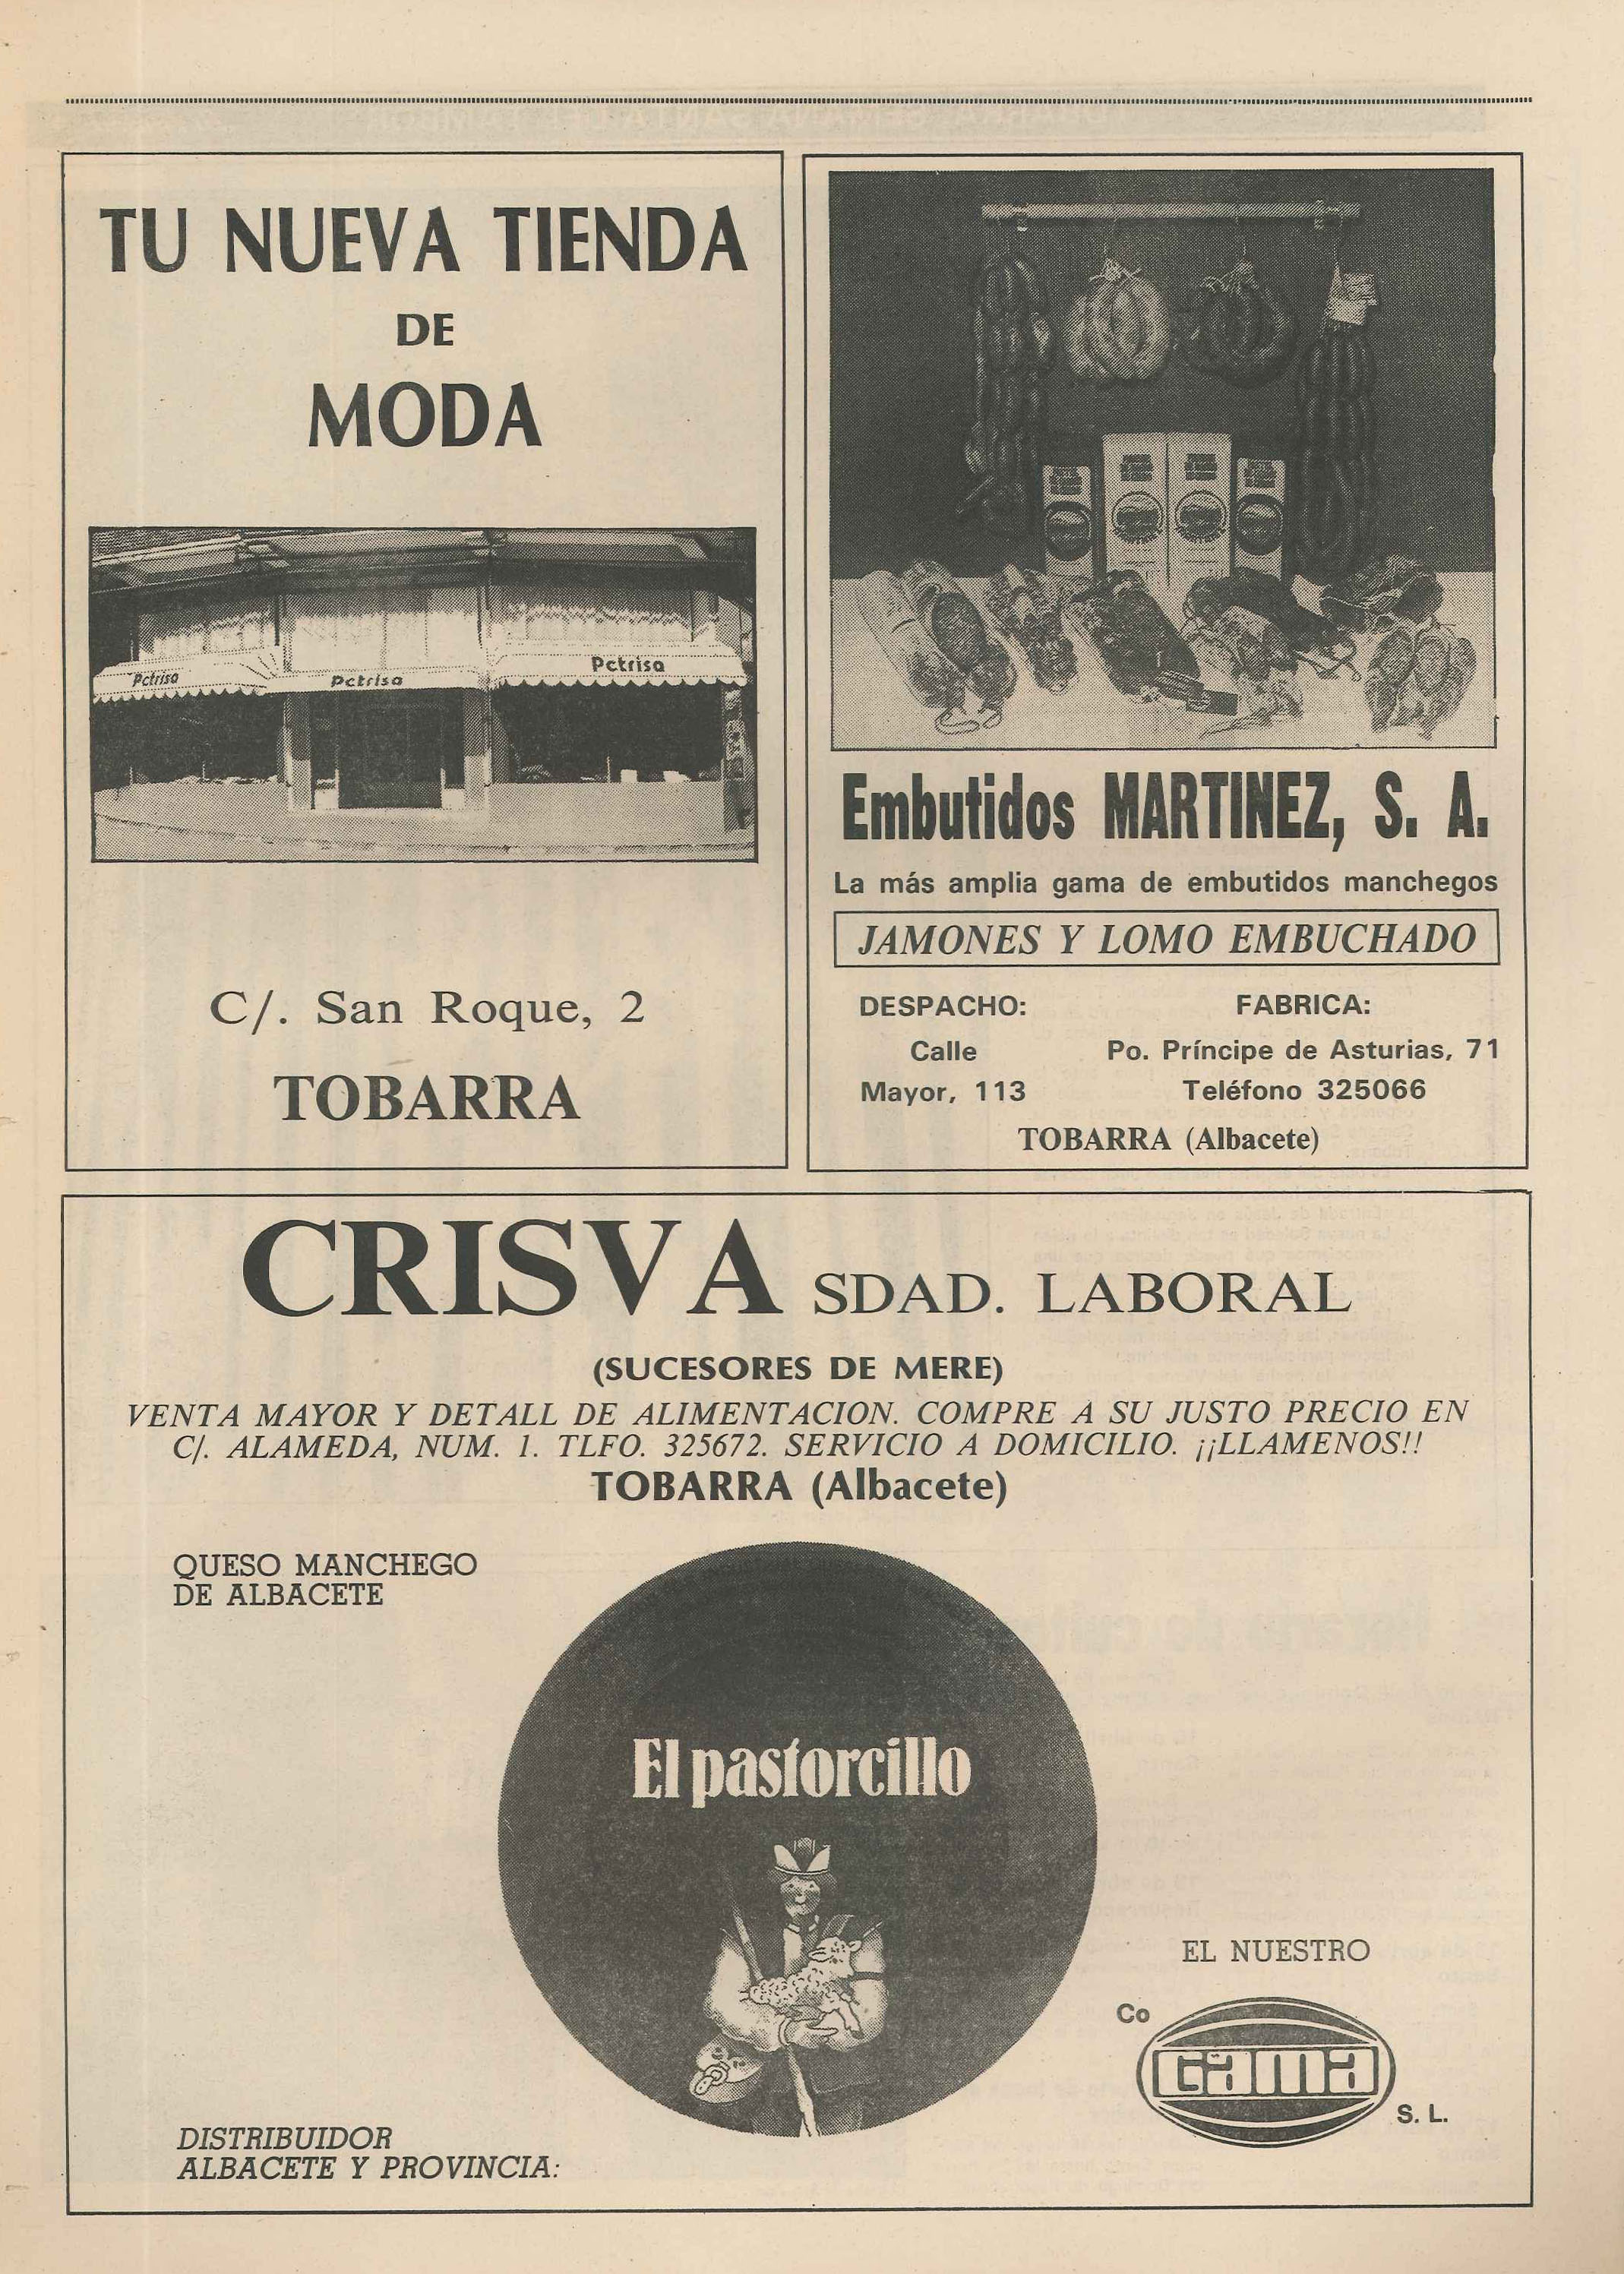 TU NUEVA TIENDA
DE
MODA
Petrisa
Petrisa
Petrisa
C/. San Roque, 2
TOBARRA
Embutidos MARTINEZ, S. A.
La más amplia gama de embutidos manchegos
JAMONES Y LOMO EMBUCHADO
DESPACHO:
Calle
Mayor, 113
FABRICA:
Po. Príncipe de Asturias, 71
Teléfono 325066
TOBARRA (Albacete)
CRISVA SDAD. LABORAL
(SUCESORES DE MERE)
VENTA MAYOR Y DETALL DE ALIMENTACION. COMPRE A SU JUSTO PRECIO EN
C/. ALAMEDA, NUM. 1. TLFO. 325672. SERVICIO A DOMICILIO. ¡¡LLAMENOS!!
TOBARRA (Albacete)
QUESO MANCHEGO
DE ALBACETE
El pastorcillo
EL NUESTRO
Co
gama
S. L.
DISTRIBUIDOR
ALBACETE Y PROVINCIA: